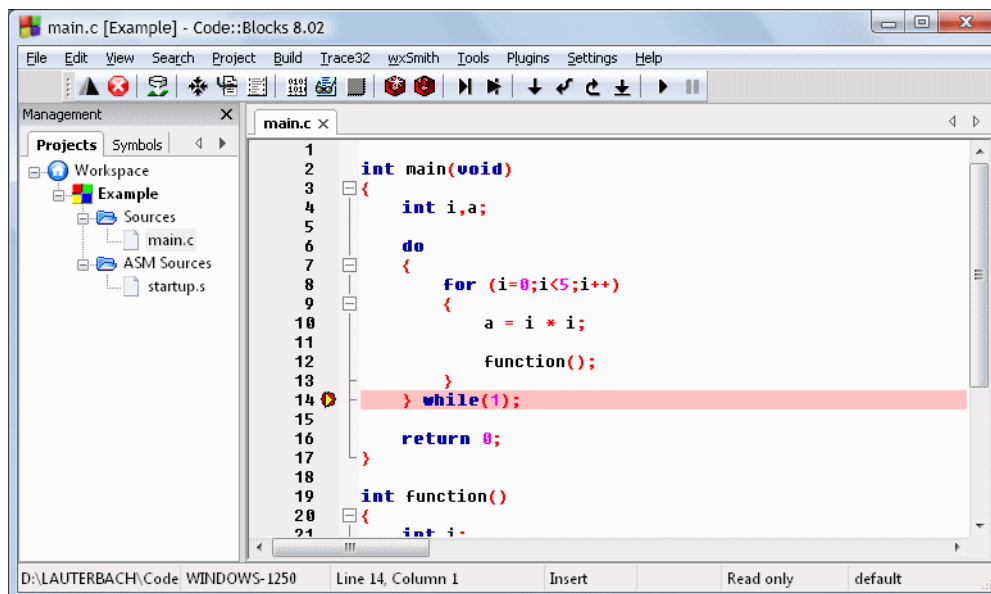 main.c [Example] - Code::Blocks 8.02
File Edit View Search Project Build Trace32 wxSmith Tools Plugins Settings Help
Management
Projects Symbols
Workspace
Example
Sources
main.c
ASM Sources
startup.s
main.c
1
2 int main(void)
3 {
4 int i,a;
5
6 do
7 {
8 for (i=0;i<5;i++)
9 {
10 a = i * i;
11
12 function();
13 }
14 } while(1);
15
16 return 0;
17 }
18
19 int function()
20 {
21 int i;
D:\LAUTERBACH\Code WINDOWS-1250 Line 14, Column 1 Insert Read only default